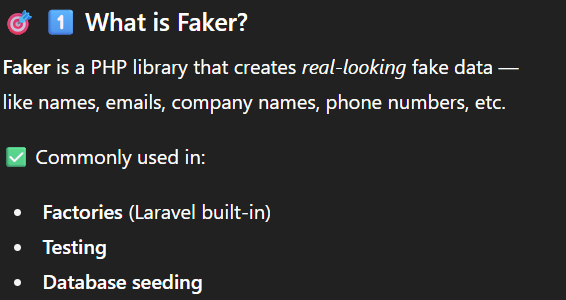 🎯 1️⃣ What is Faker?
Faker is a PHP library that creates real-looking fake data —
like names, emails, company names, phone numbers, etc.
✅ Commonly used in:
• Factories (Laravel built-in)
• Testing
• Database seeding